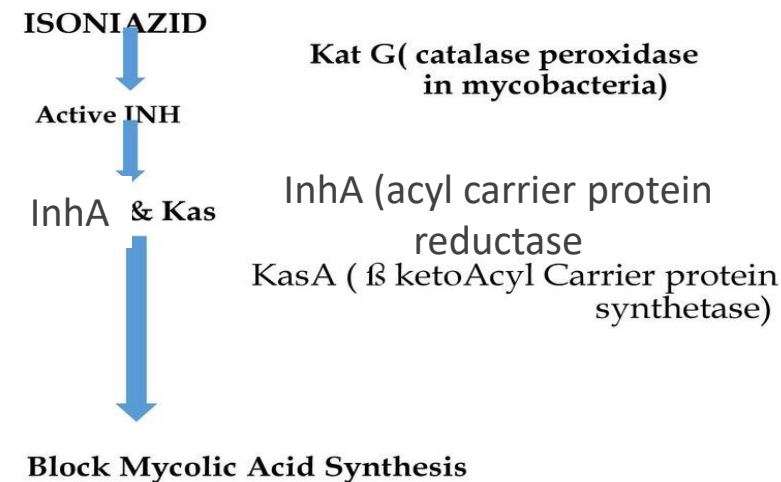 ISONIAZID
Kat G( catalase peroxidase
in mycobacteria)
Active INH
InhA & Kas
InhA (acyl carrier protein
reductase
KasA ( ß ketoAcyl Carrier protein
synthetase)
Block Mycolic Acid Synthesis